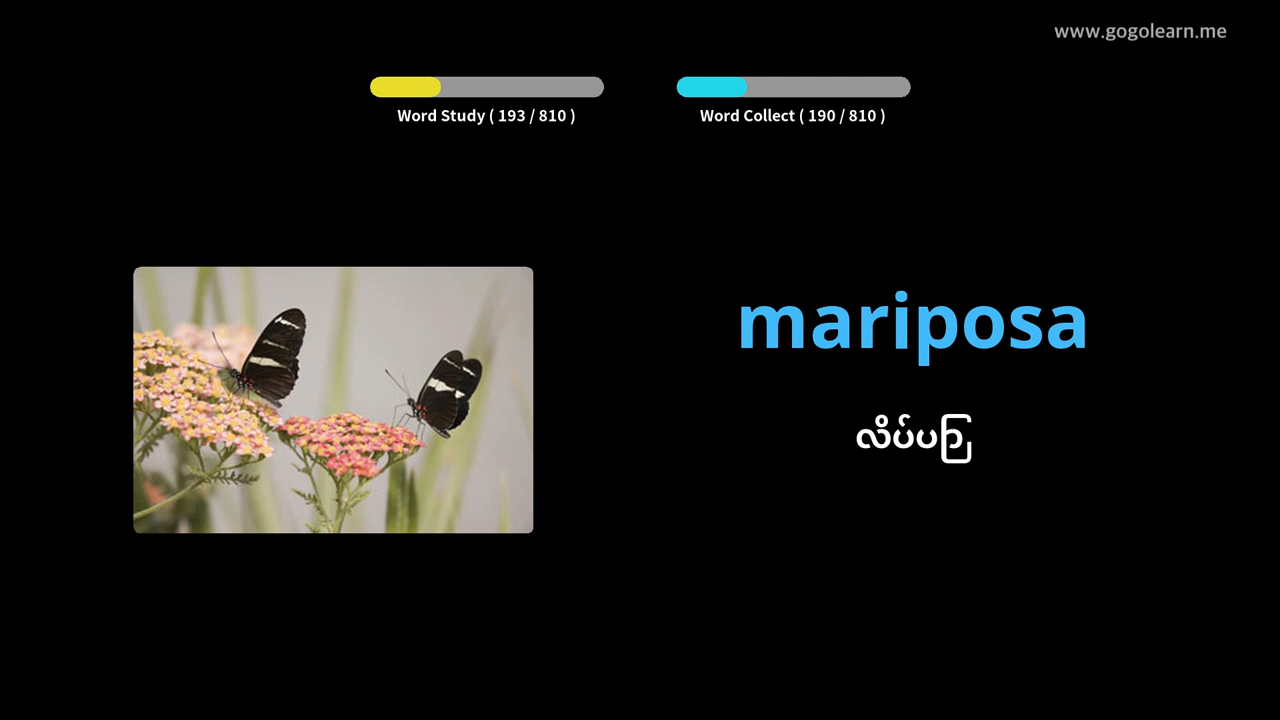 www.gogolearn.me
Word Study ( 193 / 810 )
Word Collect ( 190 / 810 )
mariposa
လိပ်ပြာ